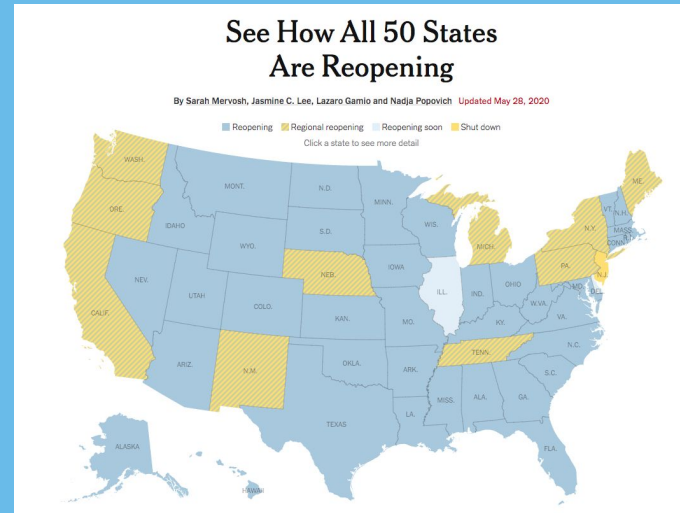 See How All 50 States
Are Reopening
By Sarah Mervosh, Jasmine C. Lee, Lazaro Gamio and Nadja Popovich Updated May 28, 2020
Reopening Regional reopening Reopening soon Shut down
Click a state to see more detail
WASH.
ORE.
CALIF.
NEV.
IDAHO
MONT.
WYO.
UTAH
ARIZ.
COLO.
N.M.
N.D.
S.D.
NEB.
KAN.
OKLA.
TEXAS
MINN.
IOWA
MO.
ARK.
LA.
WIS.
ILL.
MICH.
IND.
OHIO
KY.
TENN.
MISS.
ALA.
GA.
FLA.
S.C.
N.C.
VA.
W.VA.
PA.
N.Y.
VT.
N.H.
ME.
MASS.
CONN.
R.I.
N.J.
DEL.
MD.
ALASKA
HAWAII